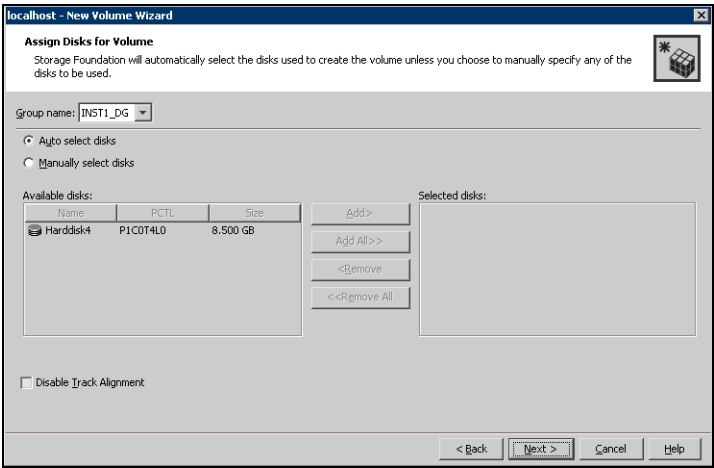 localhost - New Volume Wizard
Assign Disks for Volume
Storage Foundation will automatically select the disks used to create the volume unless you choose to manually specify any of the
disks to be used.
Group name: INST1_DG
Auto select disks
Manually select disks
Available disks:
Selected disks:
Name PCTL Size
Harddisk4 P1C0T4L0 8.500 GB
Add>
Add All>>
<Remove
<<Remove All
Disable Track Alignment
< Back Next > Cancel Help